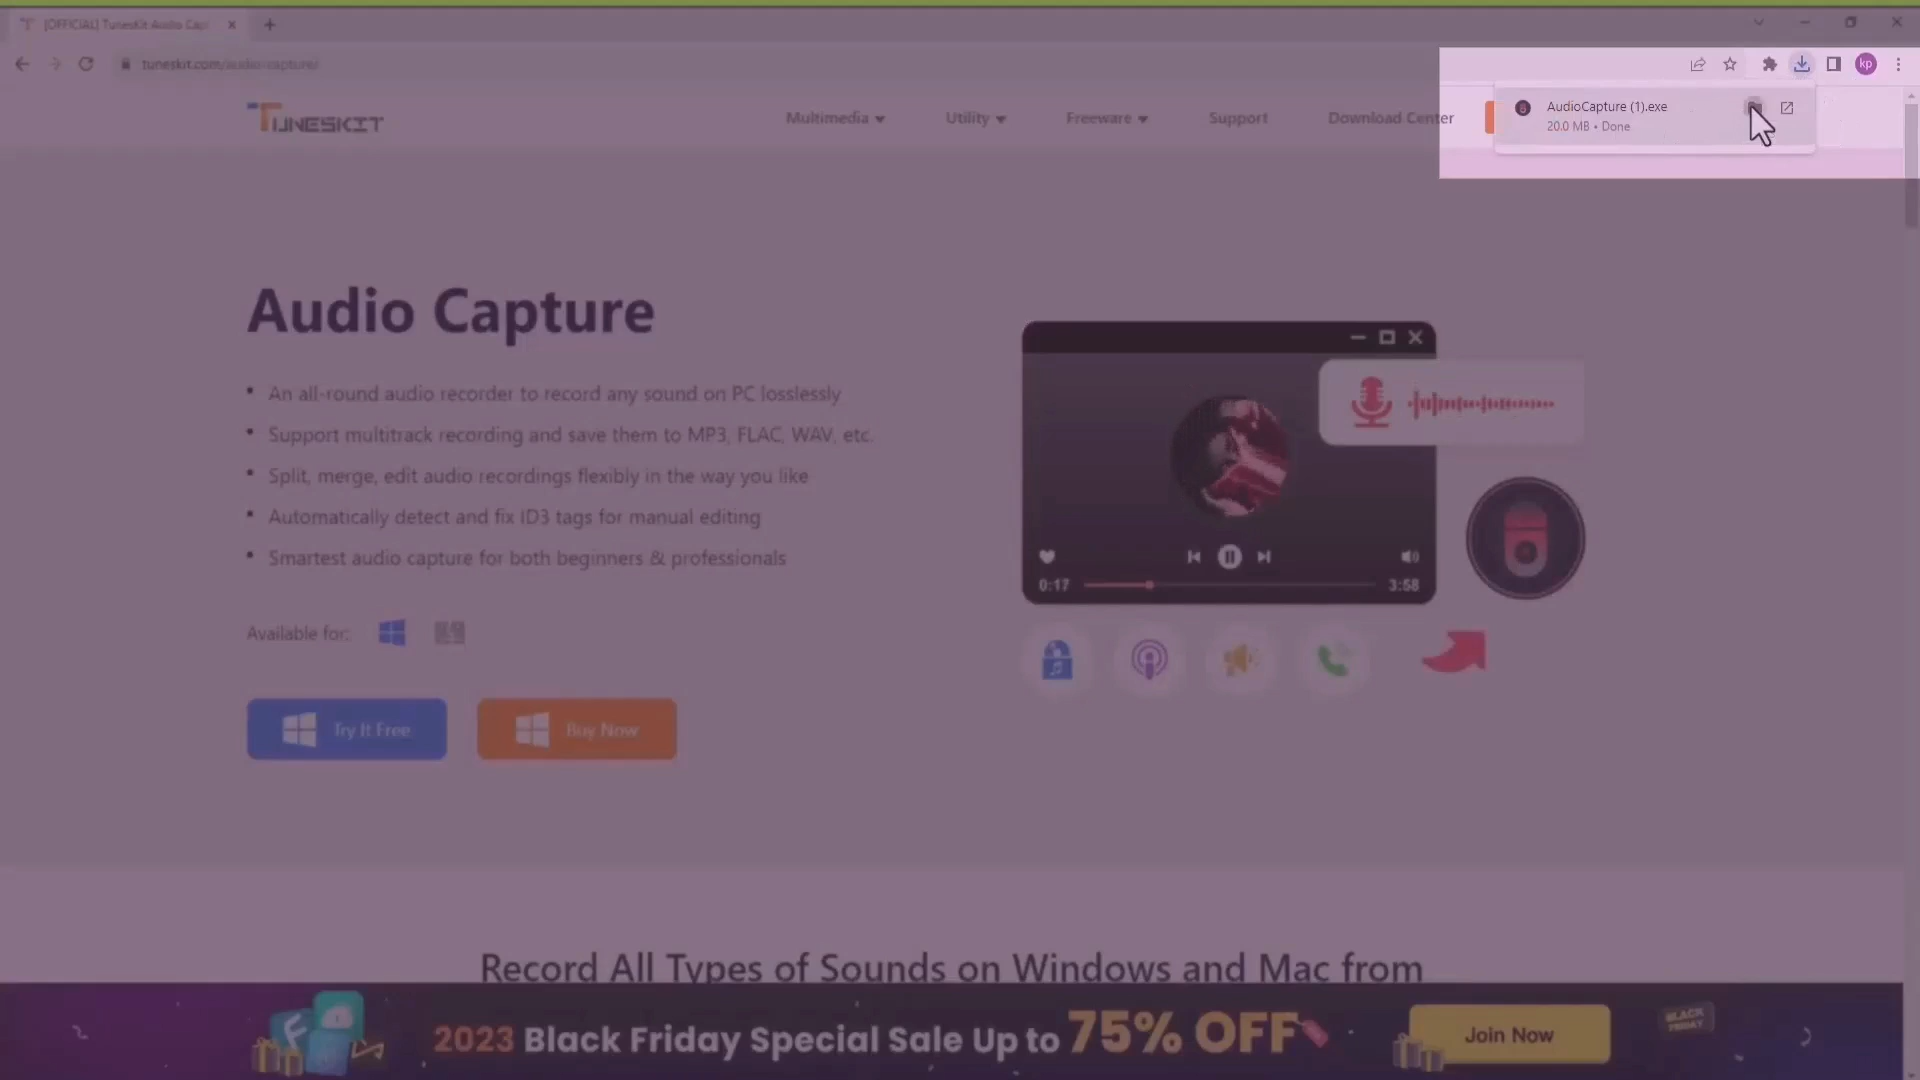 [OFFICIAL] TunesKit Audio Cap
tuneskit.com/audio-capture/
kp
AudioCapture (1).exe
20.0 MB • Done
TUNESKIT
Multimedia
Utility
Freeware
Support
Download Center
Audio Capture
• An all-round audio recorder to record any sound on PC losslessly
• Support multitrack recording and save them to MP3, FLAC, WAV, etc.
• Split, merge, edit audio recordings flexibly in the way you like
• Automatically detect and fix ID3 tags for manual editing
• Smartest audio capture for both beginners & professionals
0:17
3:58
Available for:
Try It Free
Buy Now
Record All Types of Sounds on Windows and Mac from
2023 Black Friday Special Sale Up to 75% OFF
Join Now
BLACK
FRIDAY